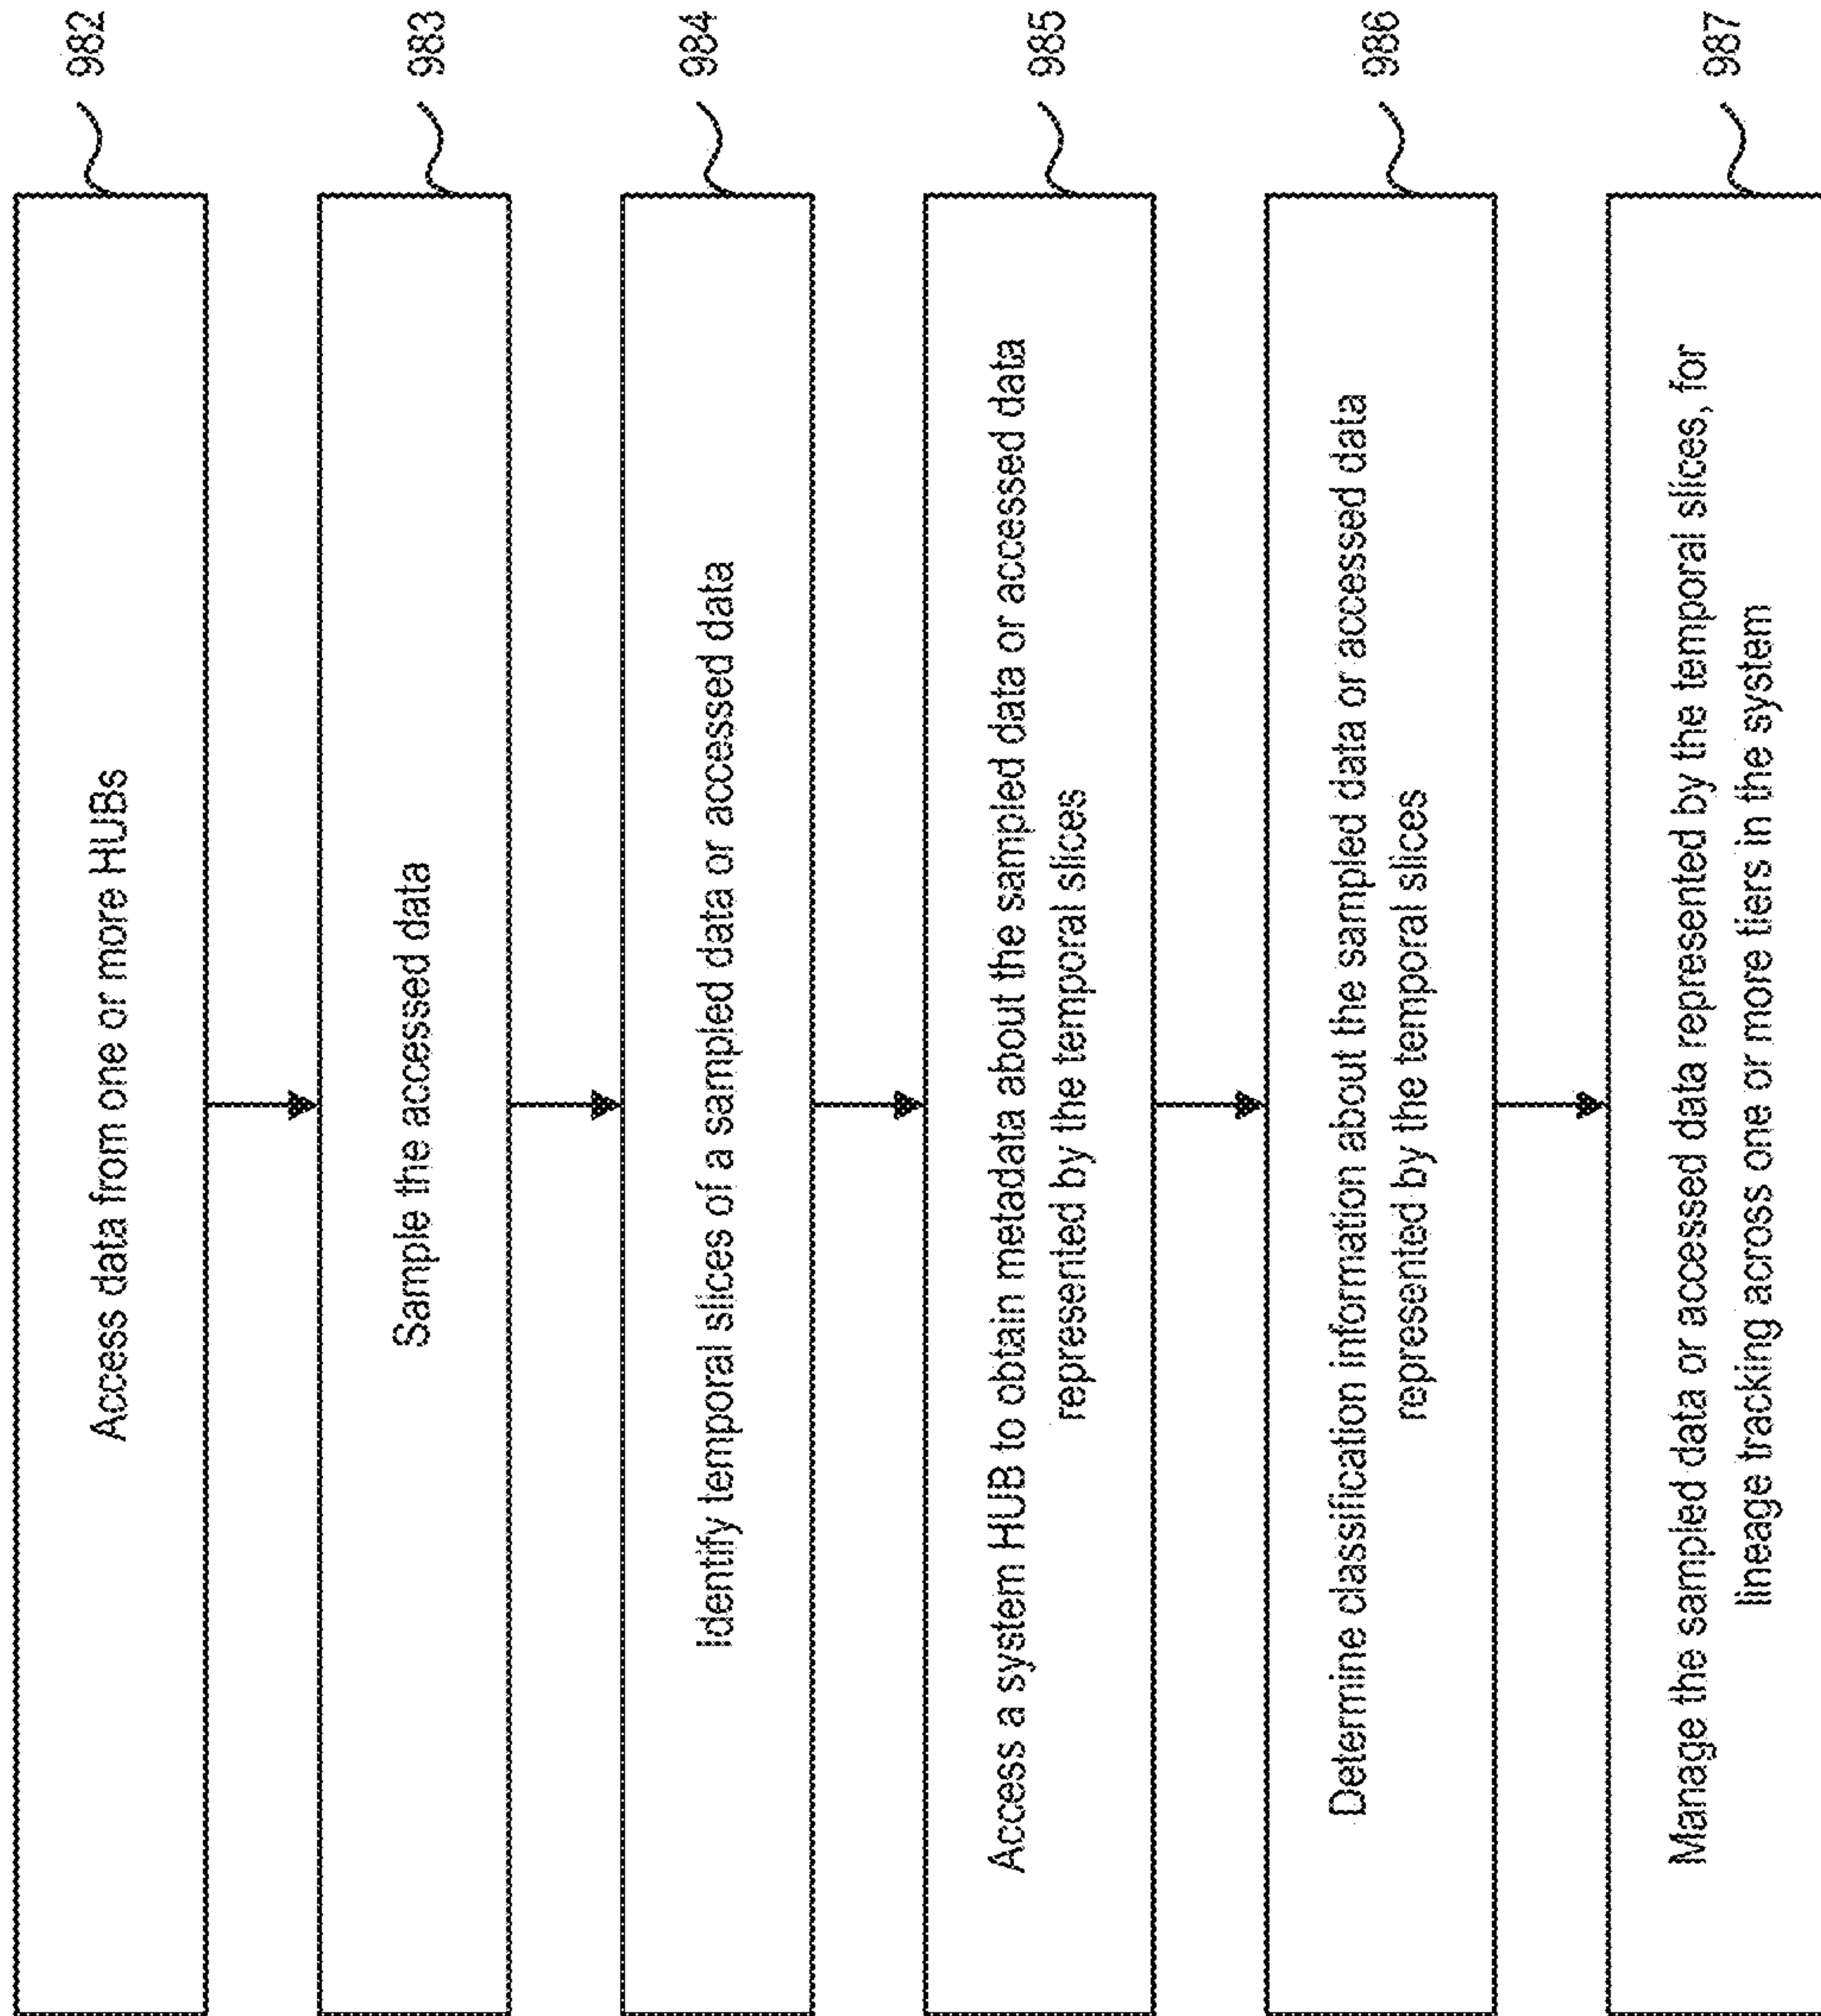 Access data from one or more HUBs
982
Sample the accessed data
983
Identify temporal slices of a sampled data or accessed data
984
Access a system HUB to obtain metadata about the sampled data or accessed data
represented by the temporal slices
985
Determine classification information about the sampled data or accessed data
represented by the temporal slices
986
Manage the sampled data or accessed data represented by the temporal slices, for
lineage tracking across one or more tiers in the system
987